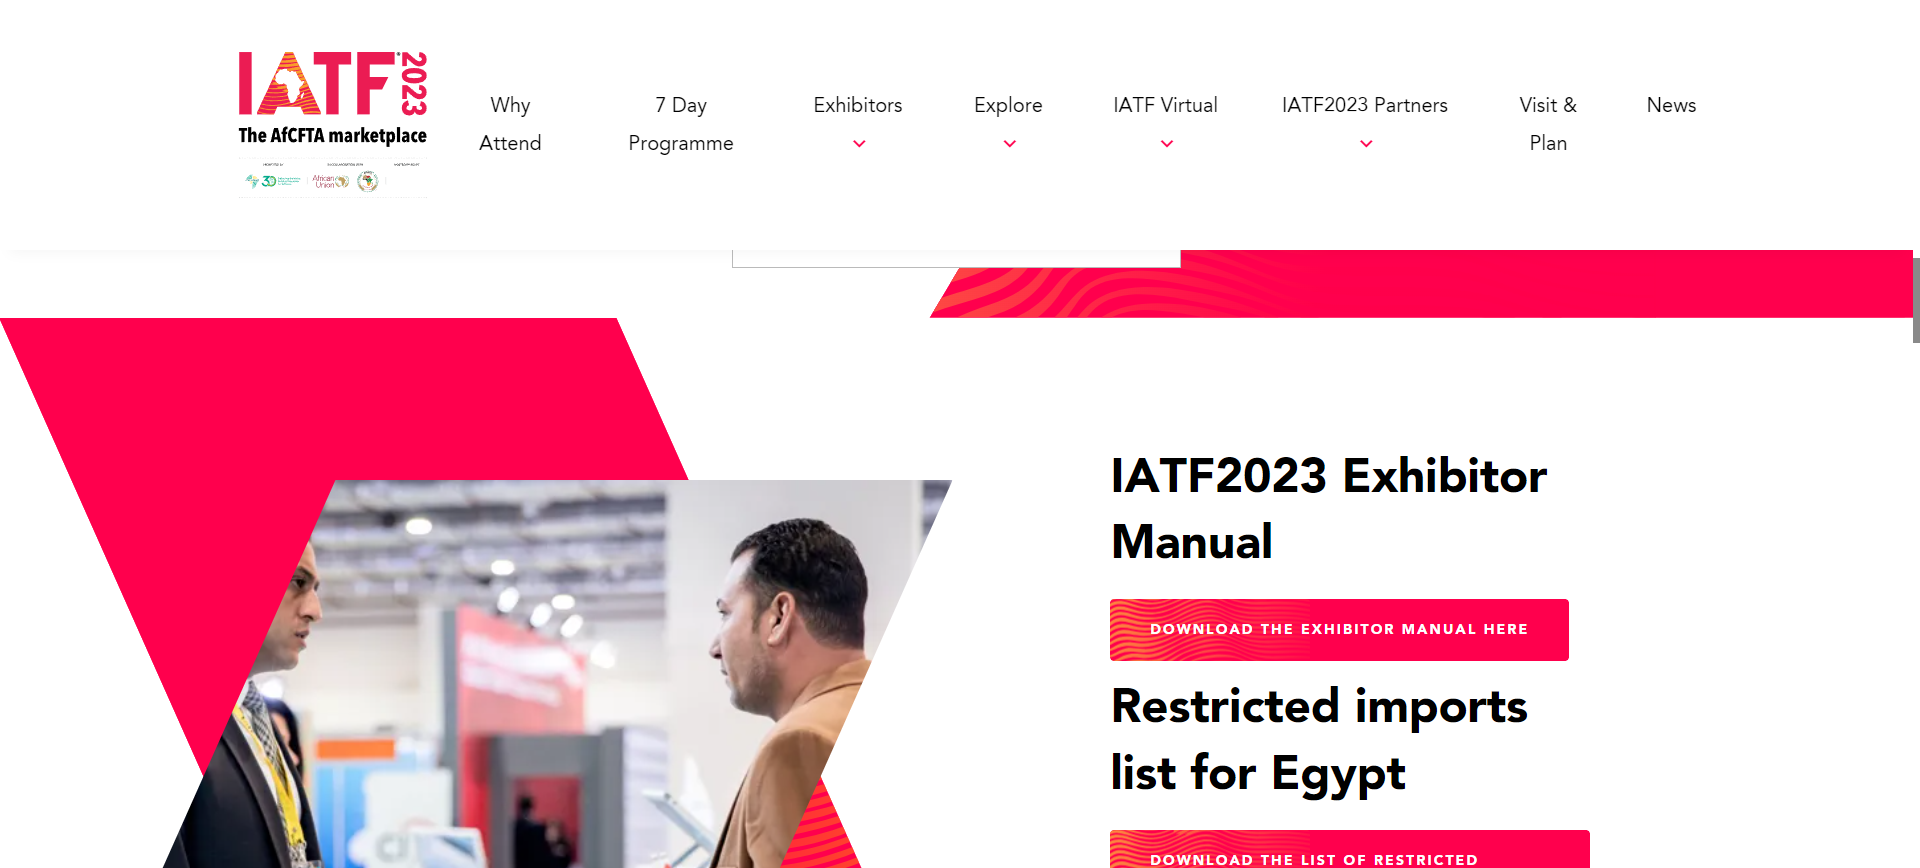 IATF 2023
The AfCFTA marketplace
30
African
Union
Why
Attend
7 Day
Programme
Exhibitors
Explore
IATF Virtual
IATF2023 Partners
Visit &
Plan
News
IATF2023 Exhibitor
Manual
DOWNLOAD THE EXHIBITOR MANUAL HERE
Restricted imports
list for Egypt
DOWNLOAD THE LIST OF RESTRICTED